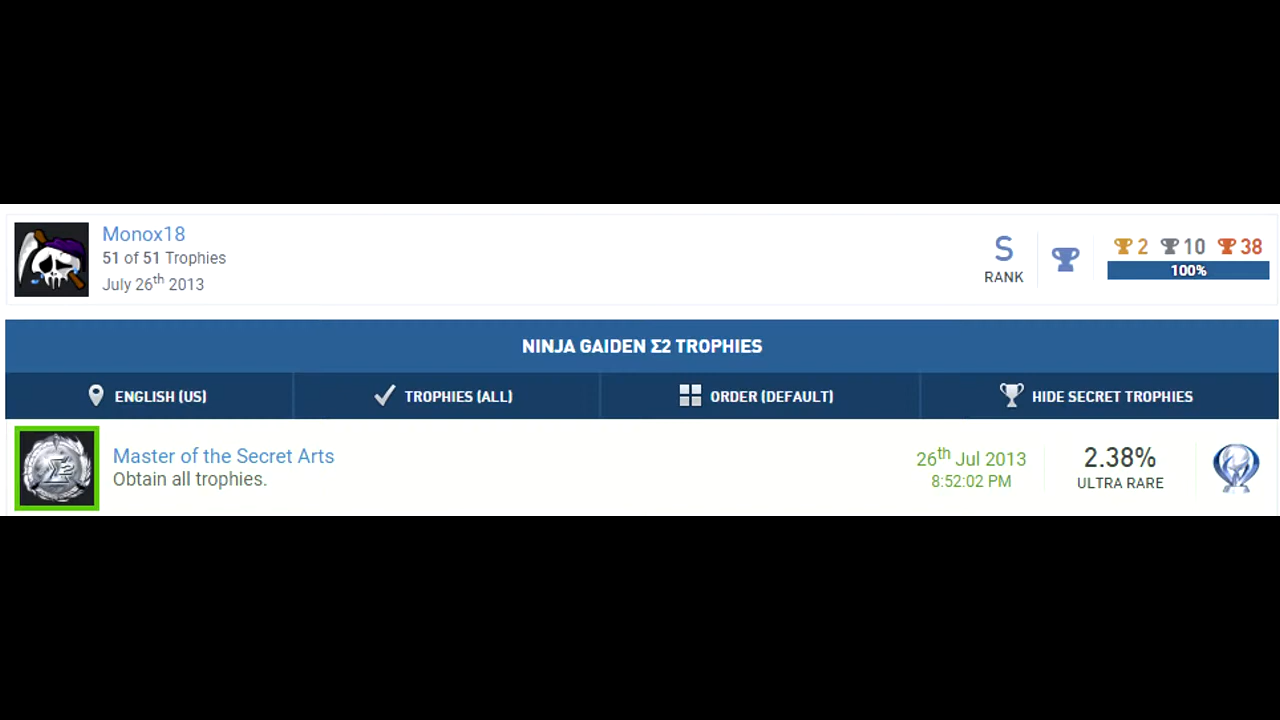 Monox18
51 of 51 Trophies
July 26th 2013
S
RANK
2 10 38
100%
NINJA GAIDEN Σ2 TROPHIES
ENGLISH (US) TROPHIES (ALL) ORDER (DEFAULT) HIDE SECRET TROPHIES
Σ2
Master of the Secret Arts
Obtain all trophies.
26th Jul 2013
8:52:02 PM
2.38%
ULTRA RARE